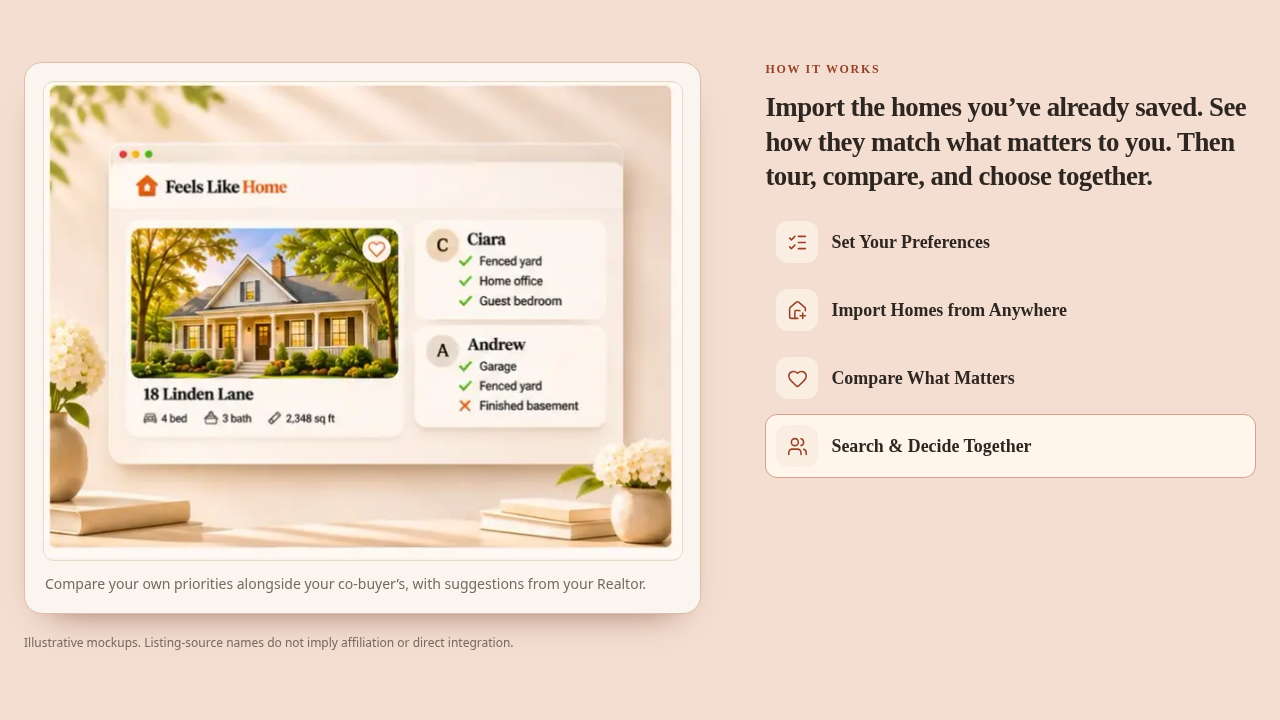 Feels Like Home
18 Linden Lane
4 bed 3 bath 2,348 sq ft
C
Ciara
Fenced yard
Home office
Guest bedroom
A
Andrew
Garage
Fenced yard
Finished basement
Compare your own priorities alongside your co-buyer’s, with suggestions from your Realtor.
Illustrative mockups. Listing-source names do not imply affiliation or direct integration.
HOW IT WORKS
Import the homes you’ve already saved. See
how they match what matters to you. Then
tour, compare, and choose together.
Set Your Preferences
Import Homes from Anywhere
Compare What Matters
Search & Decide Together